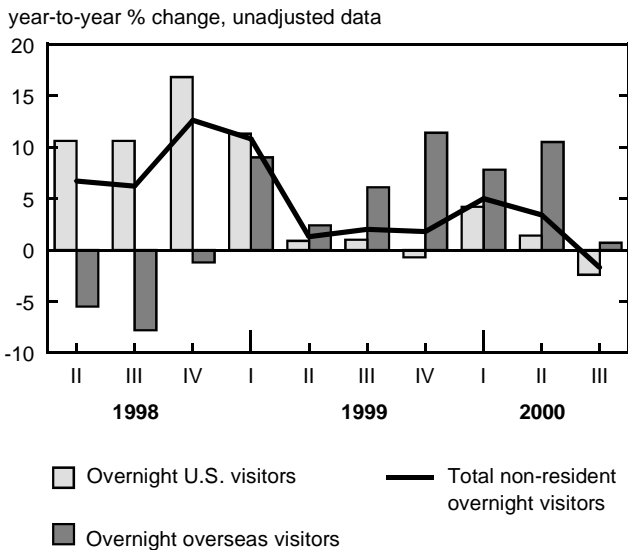 year-to-year % change, unadjusted data
20
15
10
5
0
-5
-10
II III IV I II III IV I II III
1998 1999 2000
Overnight U.S. visitors
Total non-resident
overnight visitors
Overnight overseas visitors